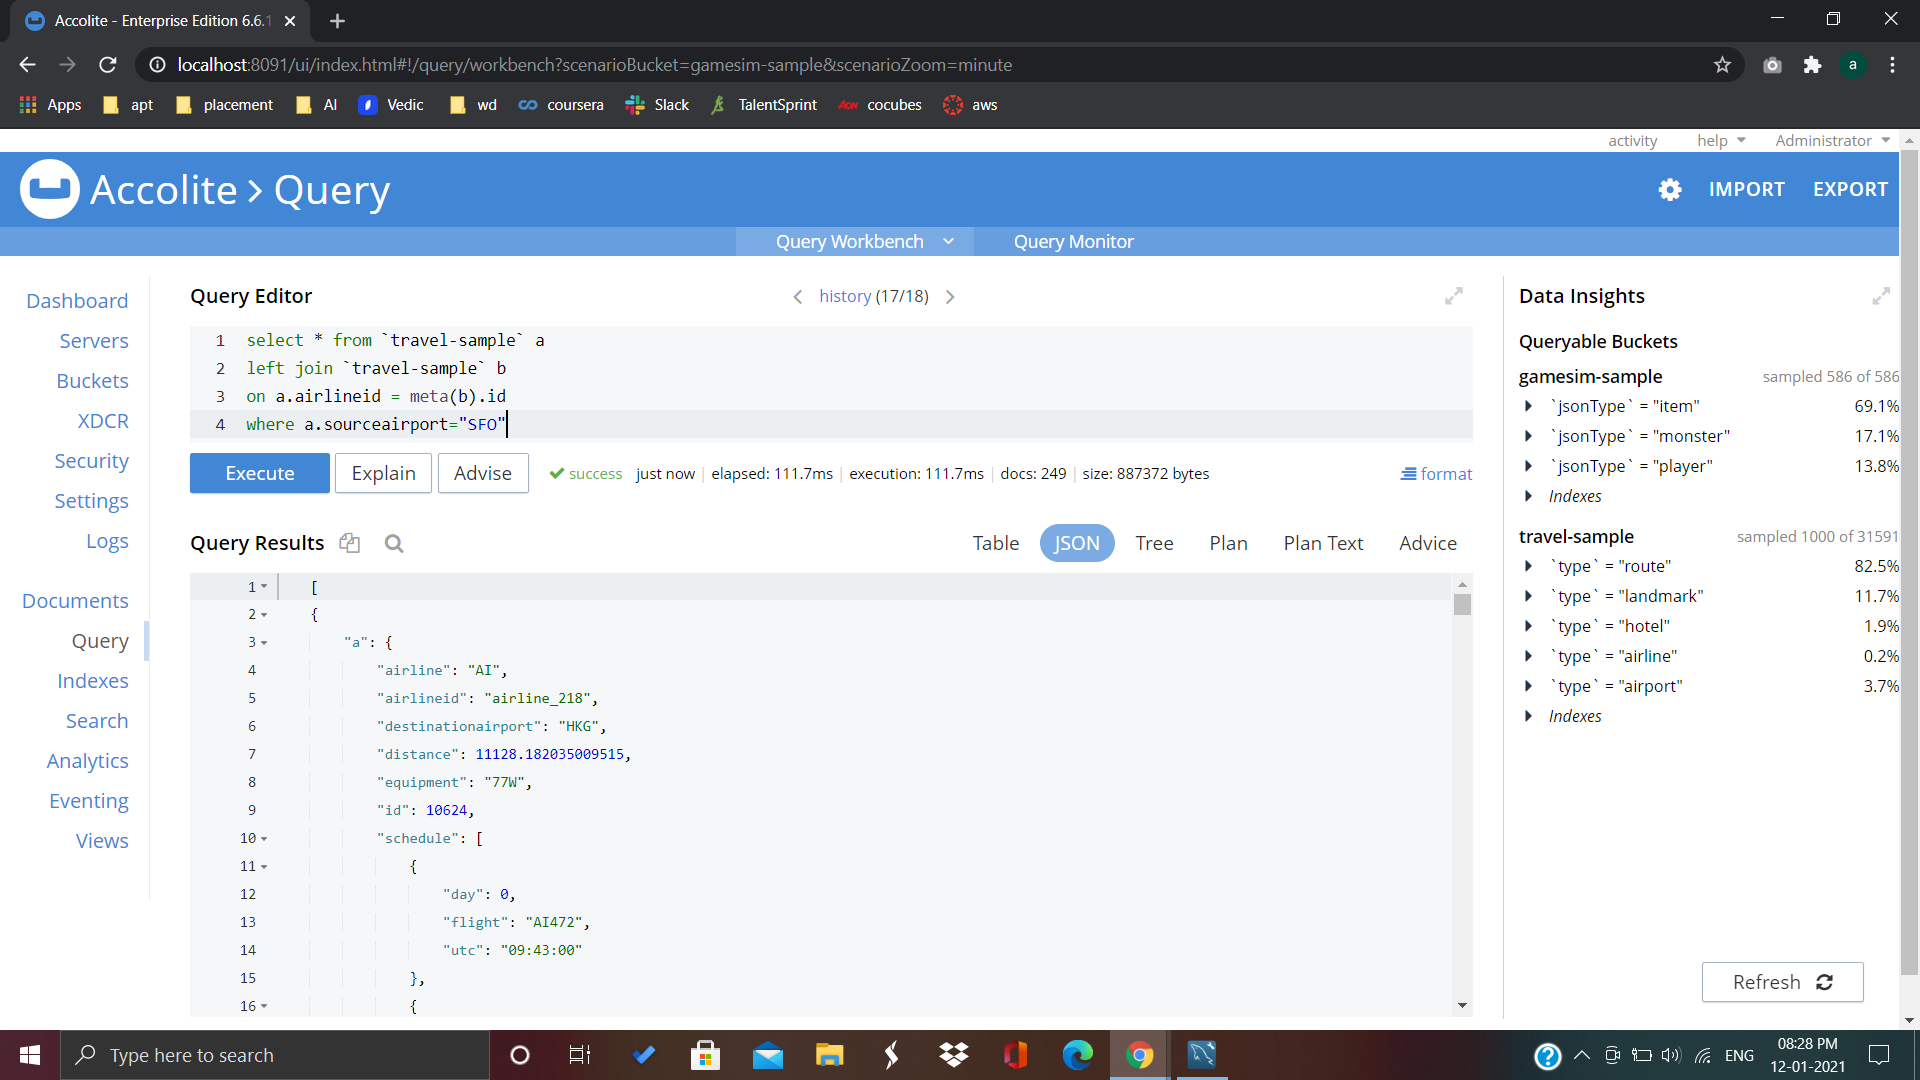 Accolite - Enterprise Edition 6.6.1
localhost:8091/ui/index.html#!/query/workbench?scenarioBucket=gamesim-sample&scenarioZoom=minute
a
Apps apt placement AI Vedic wd coursera Slack TalentSprint AON cocubes aws
activity help Administrator
Accolite > Query
IMPORT EXPORT
Query Workbench Query Monitor
Dashboard
Servers
Buckets
XDCR
Security
Settings
Logs
Documents
Query
Indexes
Search
Analytics
Eventing
Views
Query Editor
history (17/18)
1 select * from `travel-sample` a
2 left join `travel-sample` b
3 on a.airlineid = meta(b).id
4 where a.sourceairport="SFO"
Execute Explain Advise success just now | elapsed: 111.7ms | execution: 111.7ms | docs: 249 | size: 887372 bytes format
Query Results Table JSON Tree Plan Plan Text Advice
1 [
2 {
3 "a": {
4 "airline": "AI",
5 "airlineid": "airline_218",
6 "destinationairport": "HKG",
7 "distance": 11128.182035009515,
8 "equipment": "77W",
9 "id": 10624,
10 "schedule": [
11 {
12 "day": 0,
13 "flight": "AI472",
14 "utc": "09:43:00"
15 },
16 {
Data Insights
Queryable Buckets
gamesim-sample sampled 586 of 586
`jsonType` = "item" 69.1%
`jsonType` = "monster" 17.1%
`jsonType` = "player" 13.8%
Indexes
travel-sample sampled 1000 of 31591
`type` = "route" 82.5%
`type` = "landmark" 11.7%
`type` = "hotel" 1.9%
`type` = "airline" 0.2%
`type` = "airport" 3.7%
Indexes
Refresh
Type here to search
ENG
08:28 PM
12-01-2021